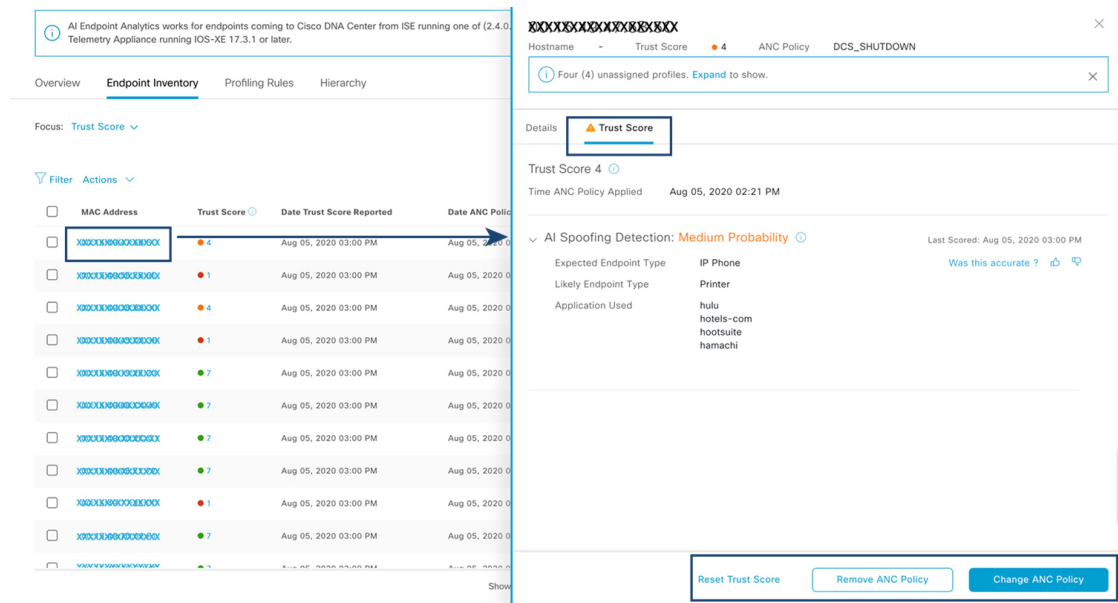 AI Endpoint Analytics works for endpoints coming to Cisco DNA Center from ISE running one of (2.4.0.
Telemetry Appliance running IOS-XE 17.3.1 or later.
Overview Endpoint Inventory Profiling Rules Hierarchy
Focus: Trust Score
Filter Actions
MAC Address Trust Score Date Trust Score Reported Date ANC Polic
4 Aug 05, 2020 03:00 PM Aug 05, 2020 0
1 Aug 05, 2020 03:00 PM Aug 05, 2020 0
4 Aug 05, 2020 03:00 PM Aug 05, 2020 0
1 Aug 05, 2020 03:00 PM Aug 05, 2020 0
7 Aug 05, 2020 03:00 PM Aug 05, 2020 0
7 Aug 05, 2020 03:00 PM Aug 05, 2020 0
7 Aug 05, 2020 03:00 PM Aug 05, 2020 0
7 Aug 05, 2020 03:00 PM Aug 05, 2020 0
1 Aug 05, 2020 03:00 PM Aug 05, 2020 0
7 Aug 05, 2020 03:00 PM Aug 05, 2020 0
Show
Hostname - Trust Score 4 ANC Policy DCS_SHUTDOWN
Four (4) unassigned profiles. Expand to show.
Details Trust Score
Trust Score 4
Time ANC Policy Applied Aug 05, 2020 02:21 PM
AI Spoofing Detection: Medium Probability Last Scored: Aug 05, 2020 03:00 PM
Expected Endpoint Type IP Phone Was this accurate ?
Likely Endpoint Type Printer
Application Used hulu
hotels-com
hootsuite
hamachi
Reset Trust Score Remove ANC Policy Change ANC Policy